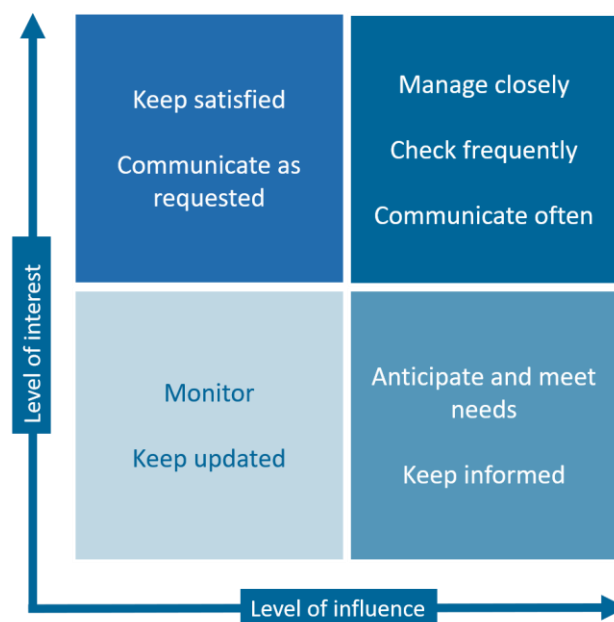 Keep satisfied
Communicate as
requested
Manage closely
Check frequently
Communicate often
Level of interest
Monitor
Keep updated
Anticipate and meet
needs
Keep informed
Level of influence